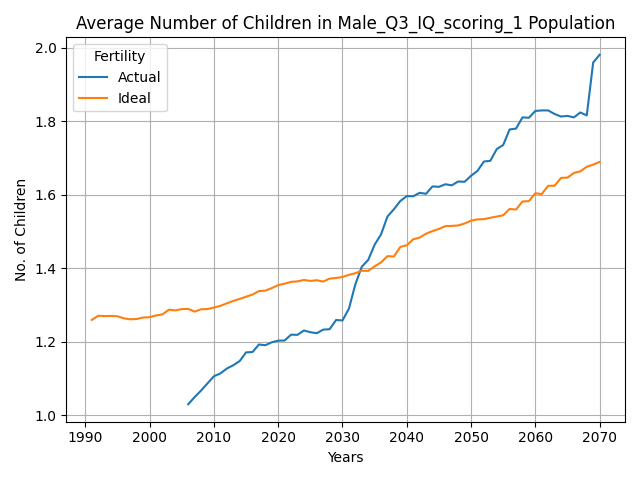 Average Number of Children in Male_Q3_IQ_scoring_1 Population
Fertility
Actual
Ideal
No. of Children
2.0
1.8
1.6
1.4
1.2
1.0
1990 2000 2010 2020 2030 2040 2050 2060 2070
Years